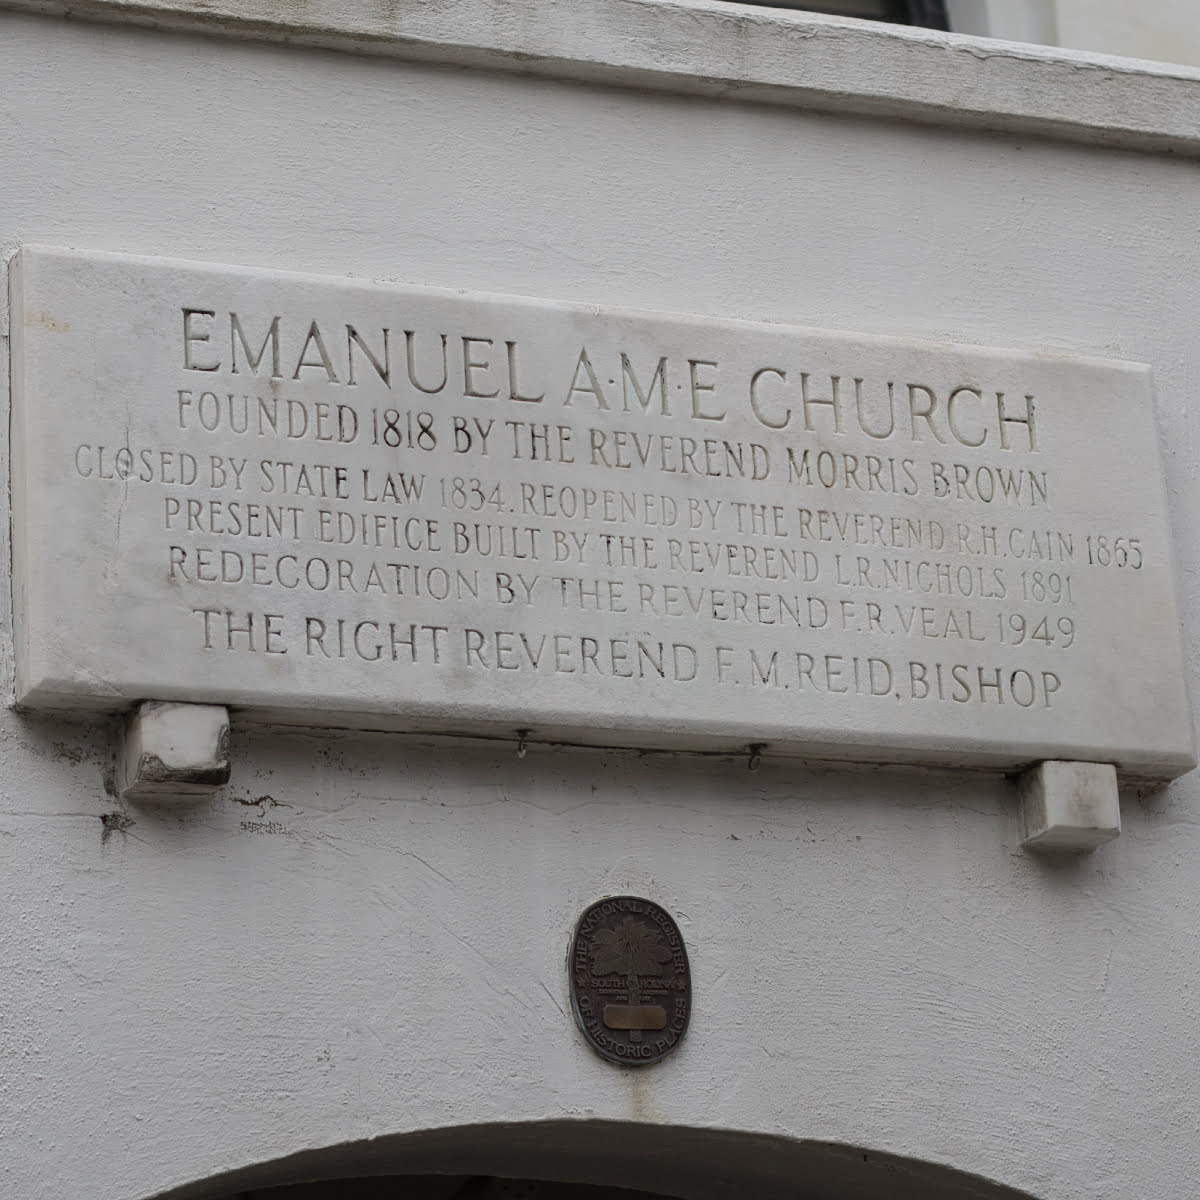 EMANUEL A·M·E CHURCH
FOUNDED 1818 BY THE REVEREND MORRIS BROWN
CLOSED BY STATE LAW 1834. REOPENED BY THE REVEREND R.H. CAIN 1865
PRESENT EDIFICE BUILT BY THE REVEREND L.R. NICHOLS 1891
REDECORATION BY THE REVEREND F.R. VEAL 1949
THE RIGHT REVEREND F.M. REID, BISHOP
THE NATIONAL REGISTER
SOUTH CAROLINA
OF HISTORIC PLACES